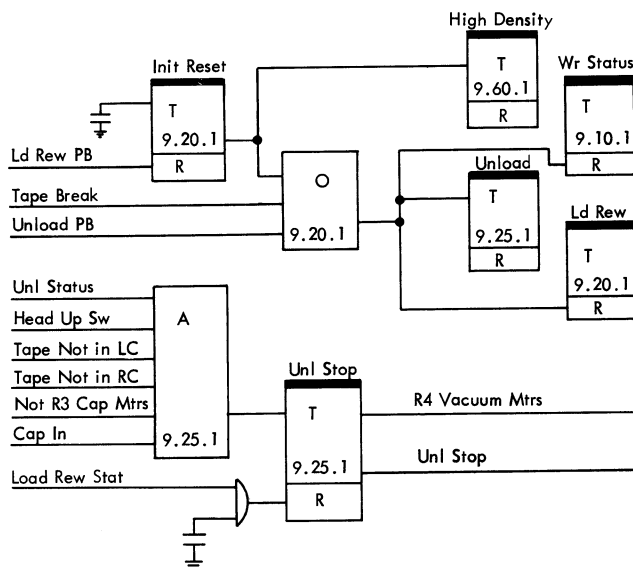 High Density
T
9.60.1
R
Init Reset
T
9.20.1
R
Wr Status
T
9.10.1
R
Ld Rew PB
Tape Break
Unload PB
O
9.20.1
Unload
T
9.25.1
R
Ld Rew
T
9.20.1
R
Unl Status
Head Up Sw
Tape Not in LC
Tape Not in RC
Not R3 Cap Mtrs
Cap In
A
9.25.1
Unl Stop
T
9.25.1
R
R4 Vacuum Mtrs
Unl Stop
Load Rew Stat